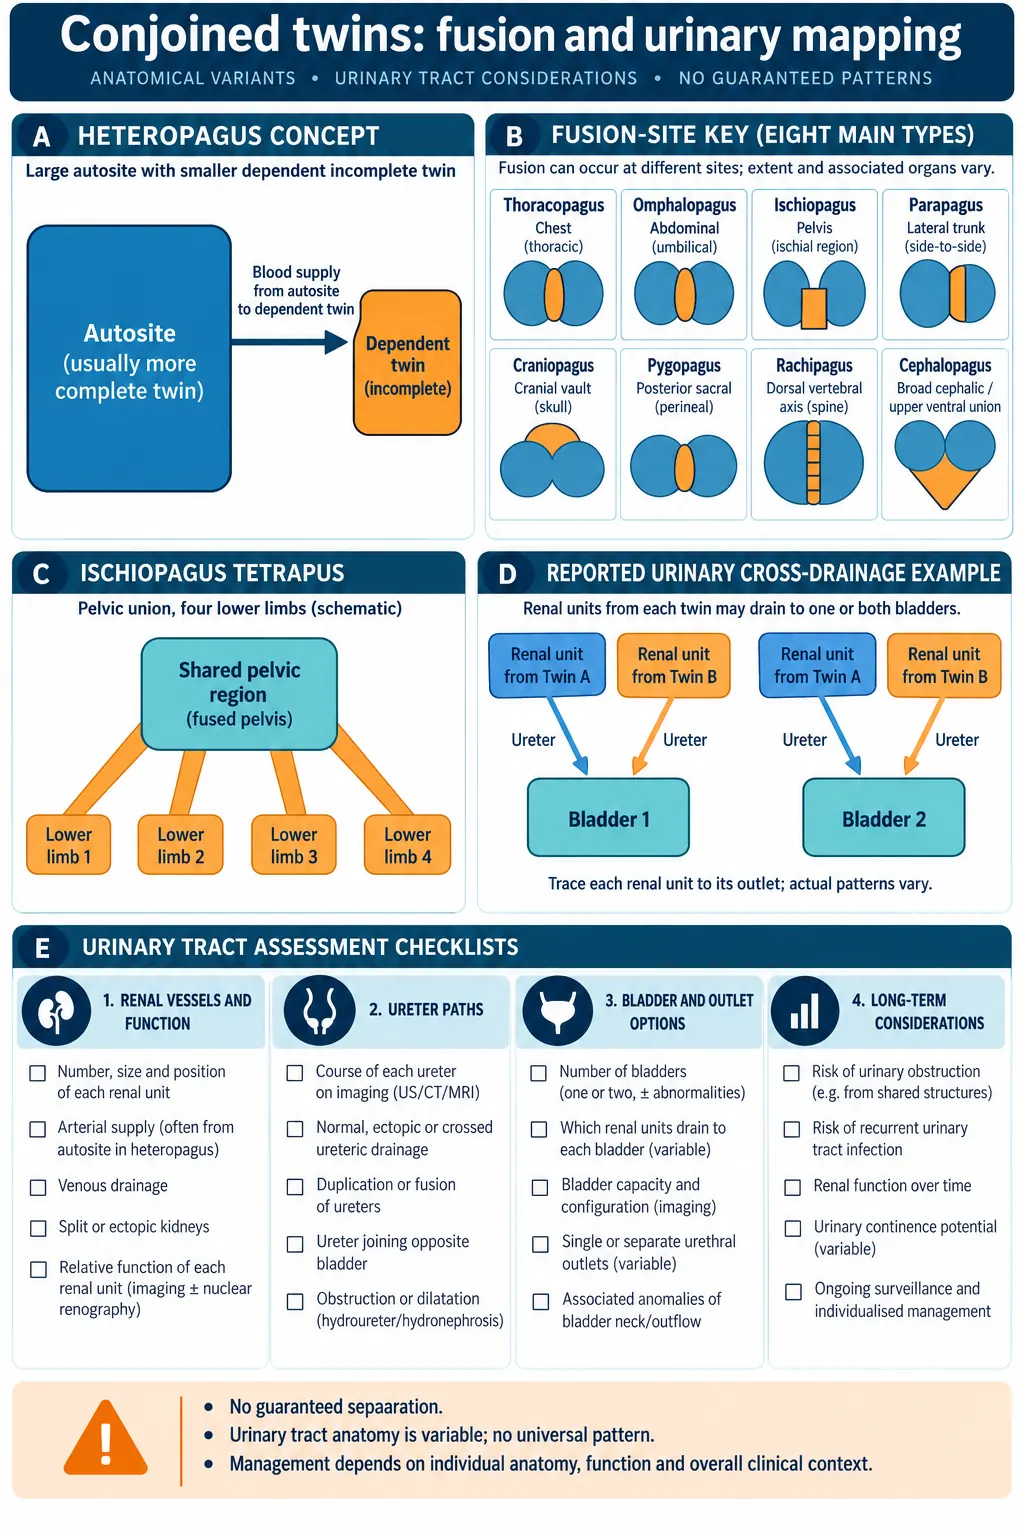 Conjoined twins: fusion and urinary mapping
ANATOMICAL VARIANTS • URINARY TRACT CONSIDERATIONS • NO GUARANTEED PATTERNS
A HETEROPAGUS CONCEPT
Large autosite with smaller dependent incomplete twin
Autosite
(usually more
complete twin)
Blood supply
from autosite
to dependent twin
Dependent
twin
(incomplete)
B FUSION-SITE KEY (EIGHT MAIN TYPES)
Fusion can occur at different sites; extent and associated organs vary.
Thoracopagus
Chest
(thoracic)
Omphalopagus
Abdominal
(umbilical)
Ischiopagus
Pelvis
(ischial region)
Parapagus
Lateral trunk
(side-to-side)
Craniopagus
Cranial vault
(skull)
Pygopagus
Posterior sacral
(perineal)
Rachipagus
Dorsal vertebral
axis (spine)
Cephalopagus
Broad cephalic /
upper ventral union
C ISCHIOPAGUS TETRAPUS
Pelvic union, four lower limbs (schematic)
Shared pelvic
region
(fused pelvis)
Lower
limb 1
Lower
limb 2
Lower
limb 3
Lower
limb 4
D REPORTED URINARY CROSS-DRAINAGE EXAMPLE
Renal units from each twin may drain to one or both bladders.
Renal unit
from Twin A
Renal unit
from Twin B
Ureter
Ureter
Bladder 1
Renal unit
from Twin A
Renal unit
from Twin B
Ureter
Ureter
Bladder 2
Trace each renal unit to its outlet; actual patterns vary.
E URINARY TRACT ASSESSMENT CHECKLISTS
1. RENAL VESSELS AND
FUNCTION
Number, size and position
of each renal unit
Arterial supply (often from
autosite in heteropagus)
Venous drainage
Split or ectopic kidneys
Relative function of each
renal unit (imaging ± nuclear
renography)
2. URETER PATHS
Course of each ureter
on imaging (US/CT/MRI)
Normal, ectopic or crossed
ureteric drainage
Duplication or fusion
of ureters
Ureter joining opposite
bladder
Obstruction or dilatation
(hydroureter/hydronephrosis)
3. BLADDER AND OUTLET
OPTIONS
Number of bladders
(one or two, ± abnormalities)
Which renal units drain to
each bladder (variable)
Bladder capacity and
configuration (imaging)
Single or separate urethral
outlets (variable)
Associated anomalies of
bladder neck/outflow
4. LONG-TERM
CONSIDERATIONS
Risk of urinary obstruction
(e.g. from shared structures)
Risk of recurrent urinary
tract infection
Renal function over time
Urinary continence potential
(variable)
Ongoing surveillance and
individualised management
• No guaranteed sepaaration.
• Urinary tract anatomy is variable; no universal pattern.
• Management depends on individual anatomy, function and overall clinical context.